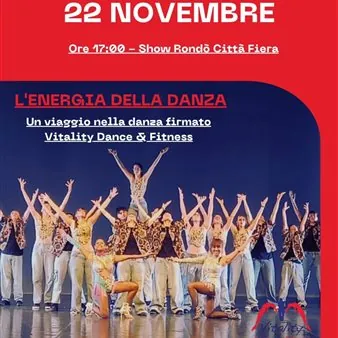 22 NOVEMBRE
Ore 17:00 – Show Rondò Città Fiera
L'ENERGIA DELLA DANZA
Un viaggio nella danza firmato
Vitality Dance & Fitness
Vitality